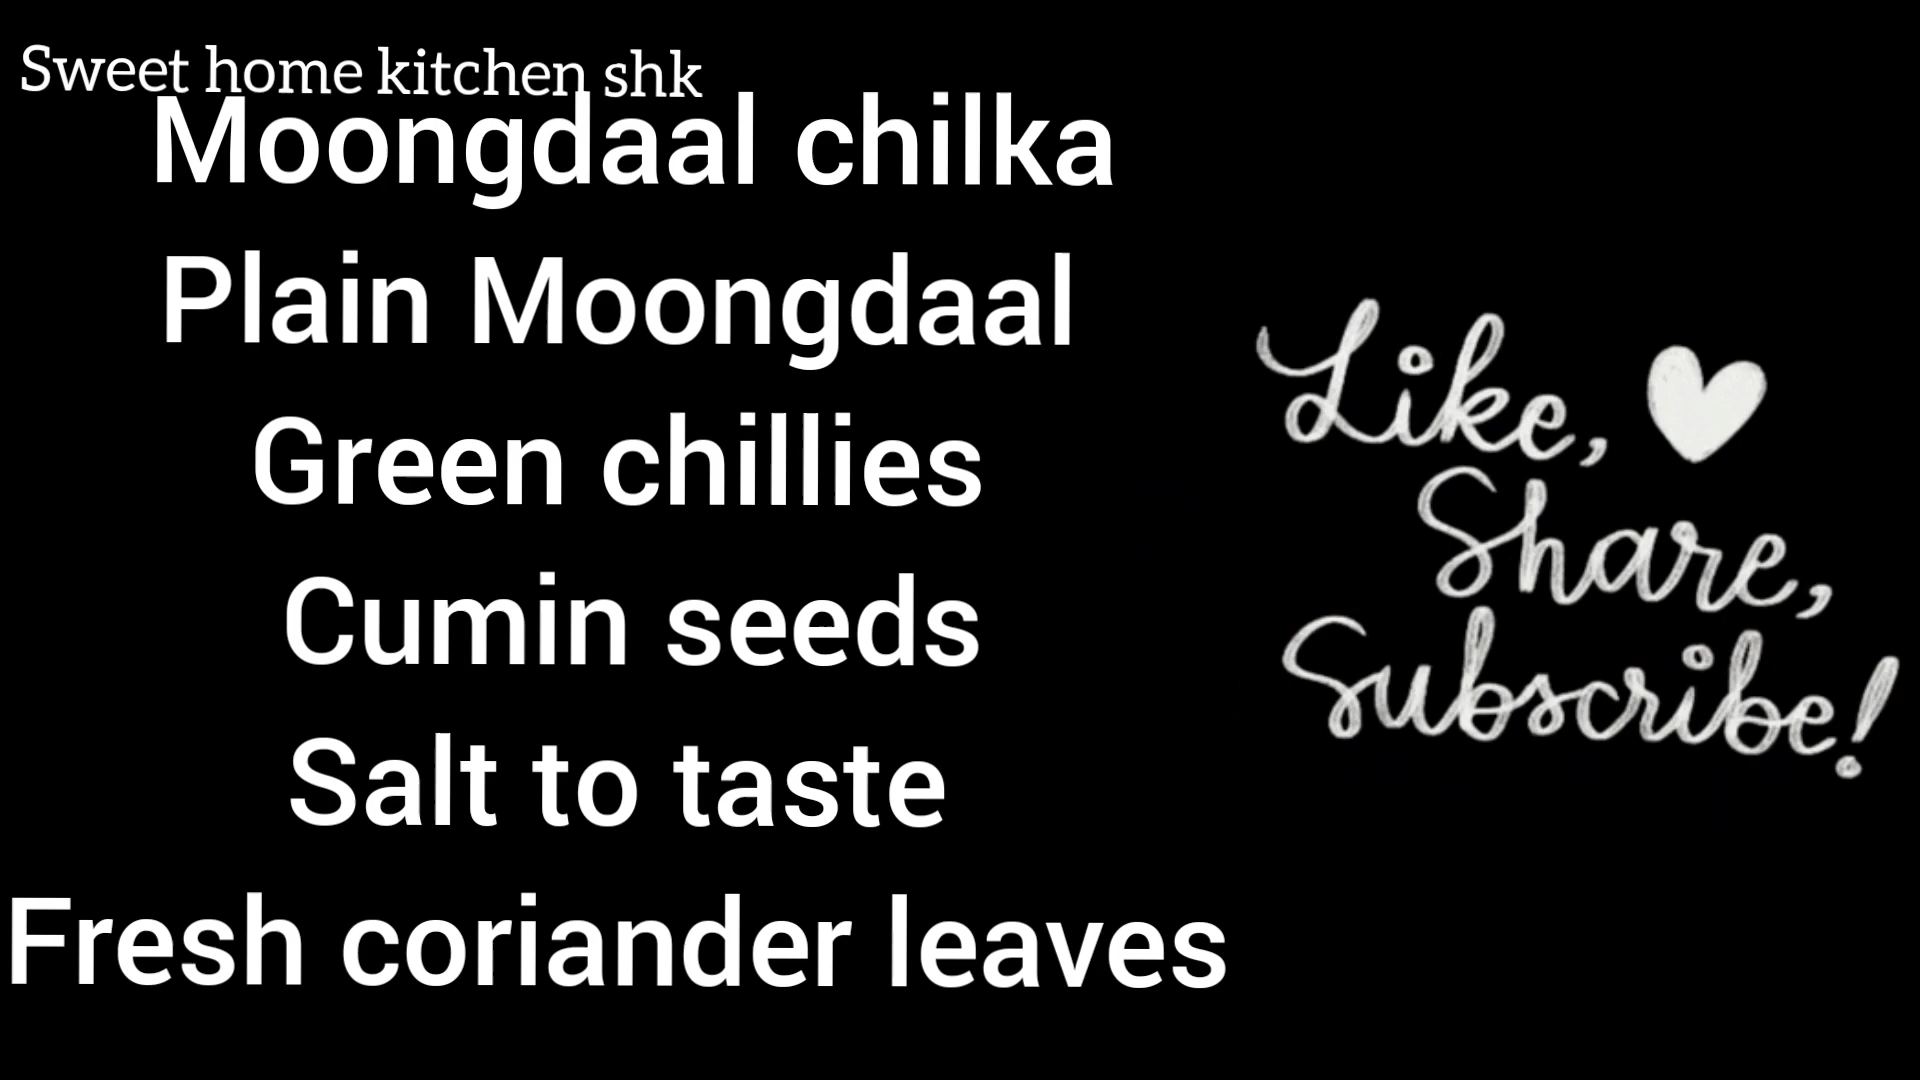 Sweet home kitchen shk
Moongdaal chilka
Plain Moongdaal
Green chillies
Cumin seeds
Salt to taste
Fresh coriander leaves
Like,
Share,
Subscribe!